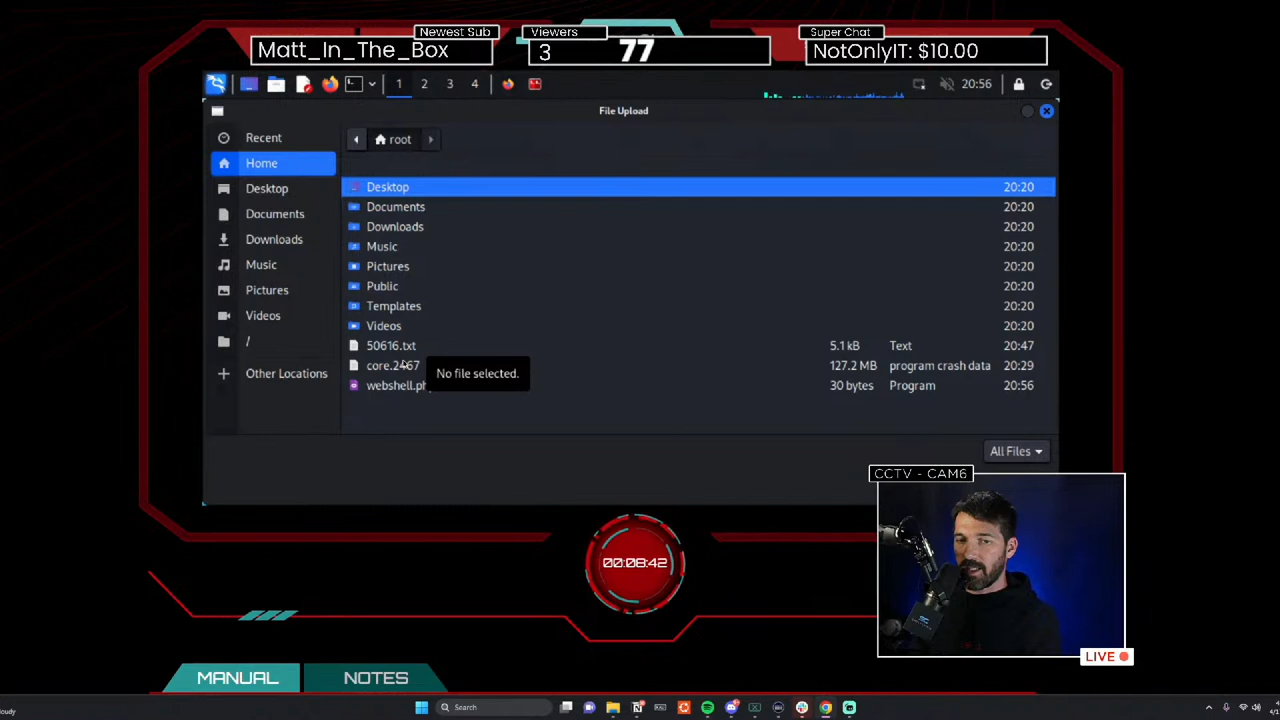 Newest Sub
Matt_In_The_Box
Viewers
3
77
Super Chat
NotOnlyIT: $10.00
1 2 3 4
20:56
File Upload
Recent
Home
Desktop
Documents
Downloads
Music
Pictures
Videos
/
Other Locations
root
Desktop 20:20
Documents 20:20
Downloads 20:20
Music 20:20
Pictures 20:20
Public 20:20
Templates 20:20
Videos 20:20
50616.txt 5.1 kB Text 20:47
core.2467 127.2 MB program crash data 20:29
webshell.ph 30 bytes Program 20:56
No file selected.
All Files
CCTV - CAM6
LIVE
00:08:42
MANUAL
NOTES
Search